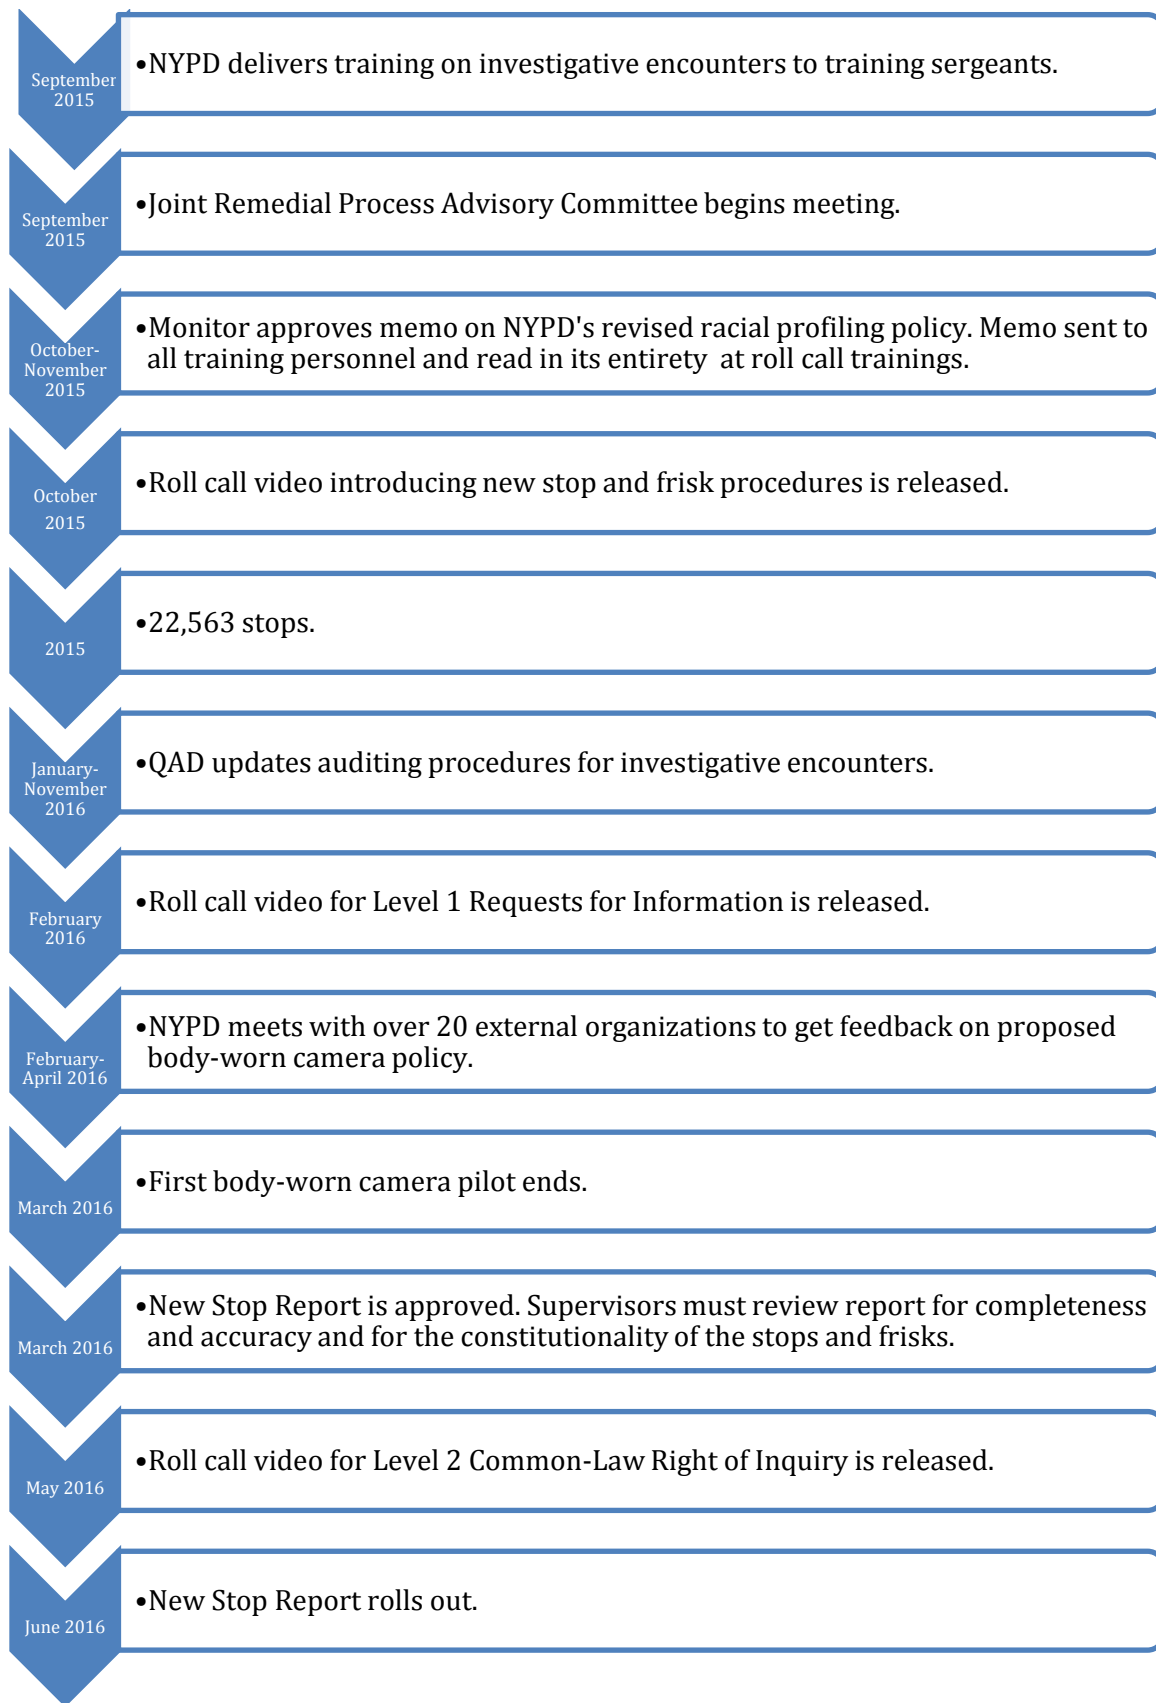 September
2015
•NYPD delivers training on investigative encounters to training sergeants.
September
2015
•Joint Remedial Process Advisory Committee begins meeting.
October-
November
2015
•Monitor approves memo on NYPD's revised racial profiling policy. Memo sent to
all training personnel and read in its entirety  at roll call trainings.
October
2015
•Roll call video introducing new stop and frisk procedures is released.
2015
•22,563 stops.
January-
November
2016
•QAD updates auditing procedures for investigative encounters.
February
2016
•Roll call video for Level 1 Requests for Information is released.
February-
April 2016
•NYPD meets with over 20 external organizations to get feedback on proposed
body-worn camera policy.
March 2016
•First body-worn camera pilot ends.
March 2016
•New Stop Report is approved. Supervisors must review report for completeness
and accuracy and for the constitutionality of the stops and frisks.
May 2016
•Roll call video for Level 2 Common-Law Right of Inquiry is released.
June 2016
•New Stop Report rolls out.